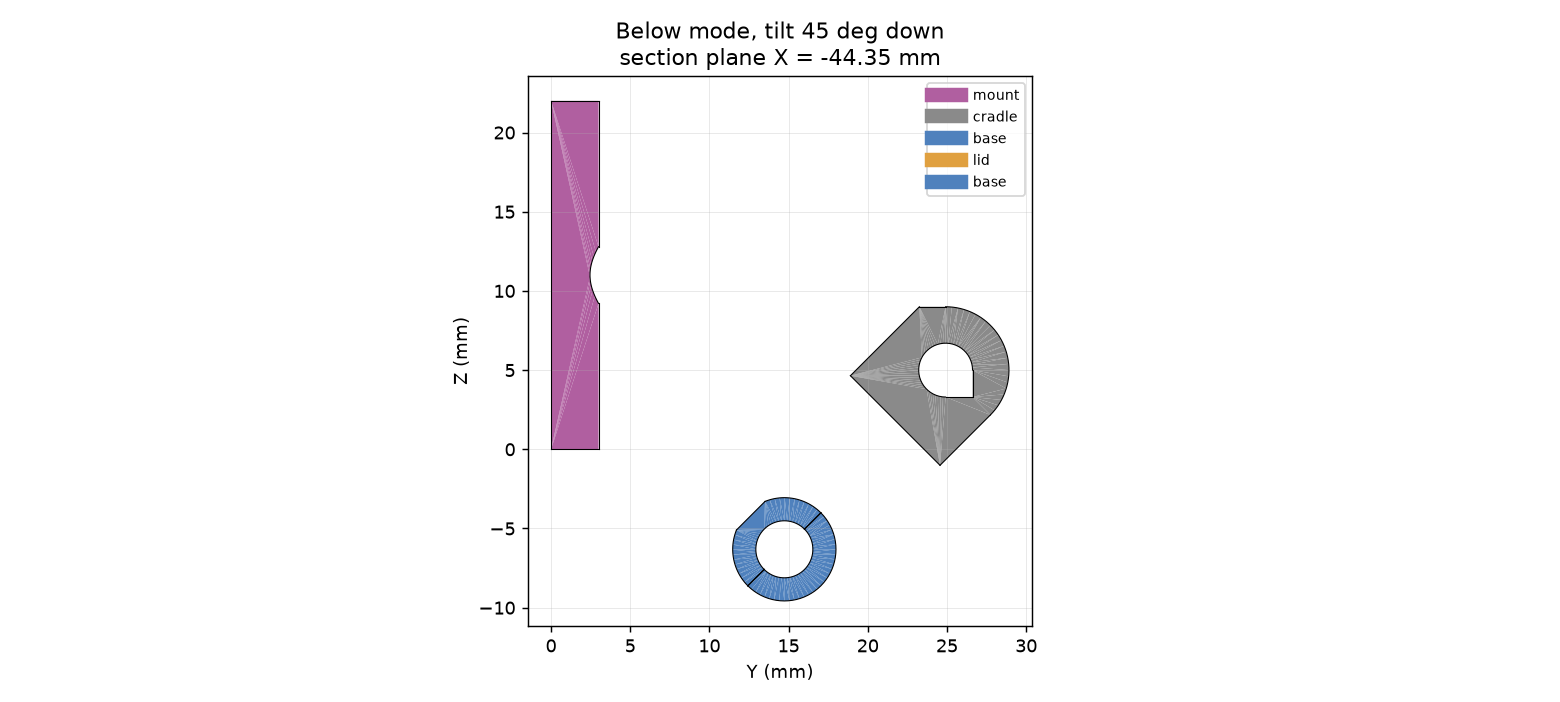 Below mode, tilt 45 deg down
section plane X = -44.35 mm
mount
cradle
base
lid
base
Z (mm)
20
15
10
5
0
−5
−10
0 5 10 15 20 25 30
Y (mm)